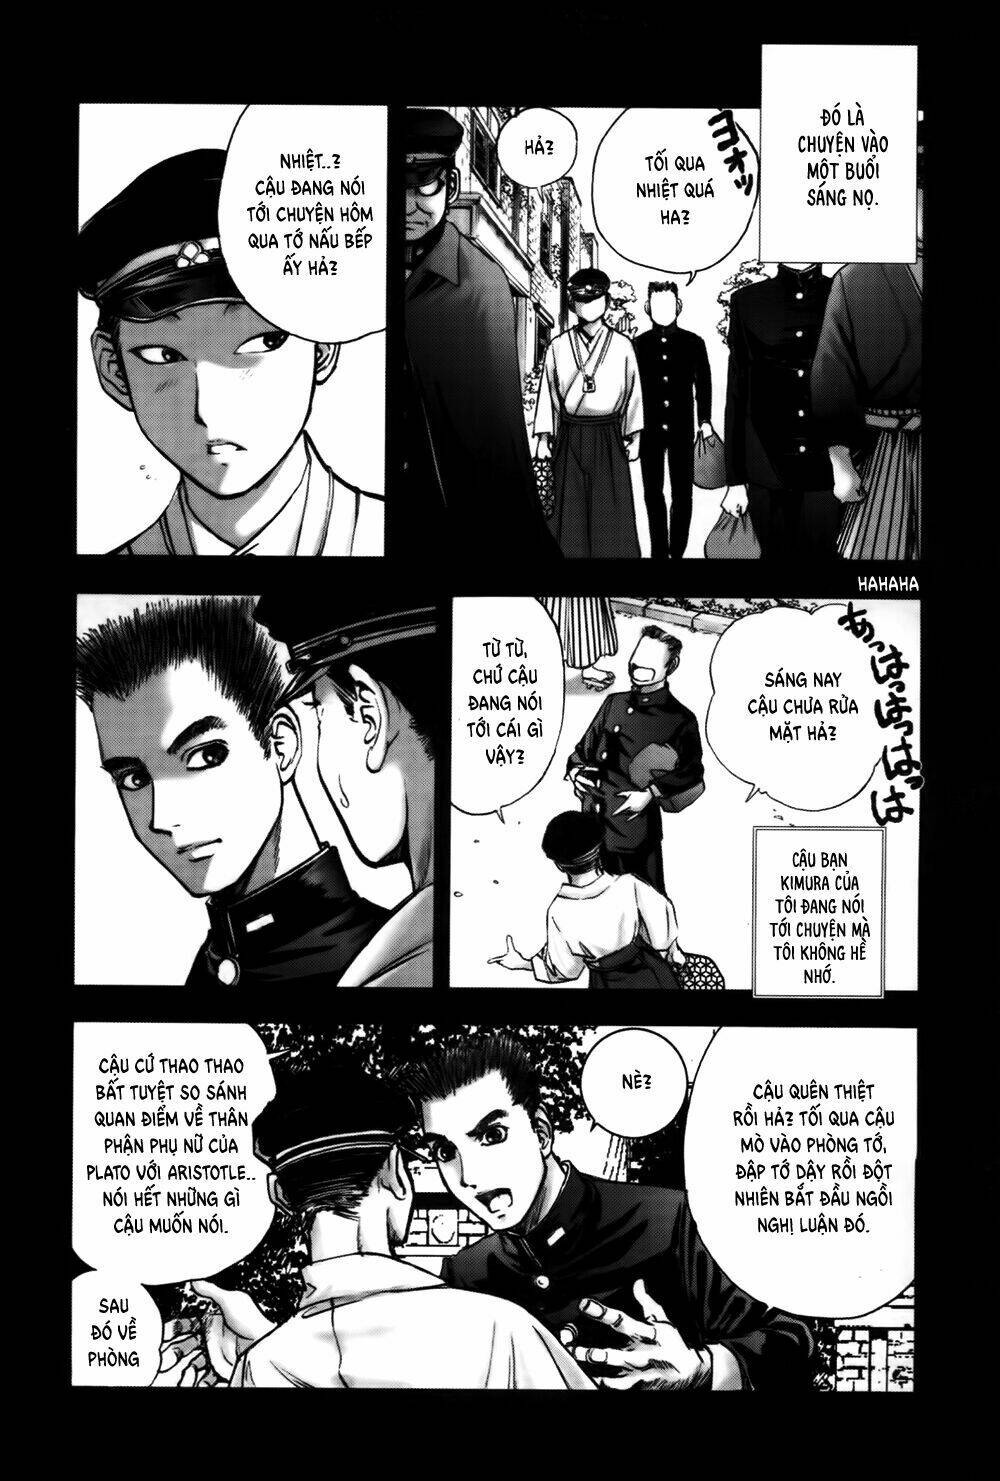 ĐÓ LÀ
CHUYỆN VÀO
MỘT BUỔI
SÁNG NỌ.
ヨオッ
TỐI QUA
NHIỆT QUÁ
HA?
HẢ?
NHIỆT..?
CẬU ĐANG NÓI
TỚI CHUYỆN HÔM
QUA TỚ NẤU BẾP
ẤY HẢ?
HAHAHA
あっはっはっはっは
SÁNG NAY
CẬU CHƯA RỬA
MẶT HẢ?
TỪ TỪ,
CHỨ CẬU
ĐANG NÓI
TỚI CÁI GÌ
VẬY?
CẬU BẠN
KIMURA CỦA
TÔI ĐANG NÓI
TỚI CHUYỆN MÀ
TÔI KHÔNG HỀ
NHỚ.
CẬU QUÊN THIỆT
RỒI HẢ? TỐI QUA CẬU
MÒ VÀO PHÒNG TỚ,
ĐẬP TỚ DẬY RỒI ĐỘT
NHIÊN BẮT ĐẦU NGỒI
NGHỊ LUẬN ĐÓ.
NÈ?
CẬU CỨ THAO THAO
BẤT TUYỆT SO SÁNH
QUAN ĐIỂM VỀ THÂN
PHẬN PHỤ NỮ CỦA
PLATO VỚI ARISTOTLE..
NÓI HẾT NHỮNG GÌ
CẬU MUỐN NÓI.
SAU
ĐÓ VỀ
PHÒNG